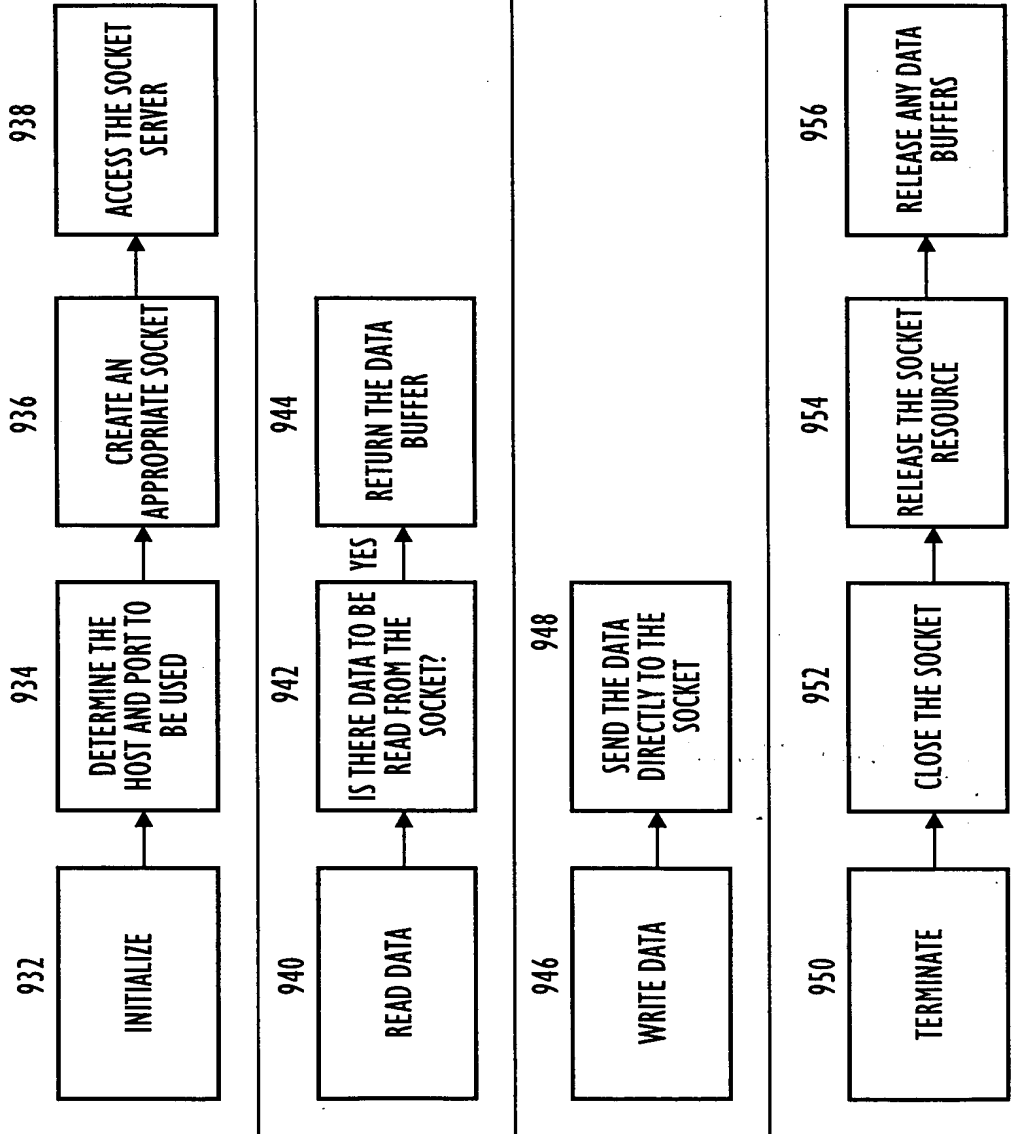 932
INITIALIZE
934
DETERMINE THE
HOST AND PORT TO
BE USED
936
CREATE AN
APPROPRIATE SOCKET
938
ACCESS THE SOCKET
SERVER
940
READ DATA
942
IS THERE DATA TO BE
READ FROM THE
SOCKET?
YES
944
RETURN THE DATA
BUFFER
946
WRITE DATA
948
SEND THE DATA
DIRECTLY TO THE
SOCKET
950
TERMINATE
952
CLOSE THE SOCKET
954
RELEASE THE SOCKET
RESOURCE
956
RELEASE ANY DATA
BUFFERS